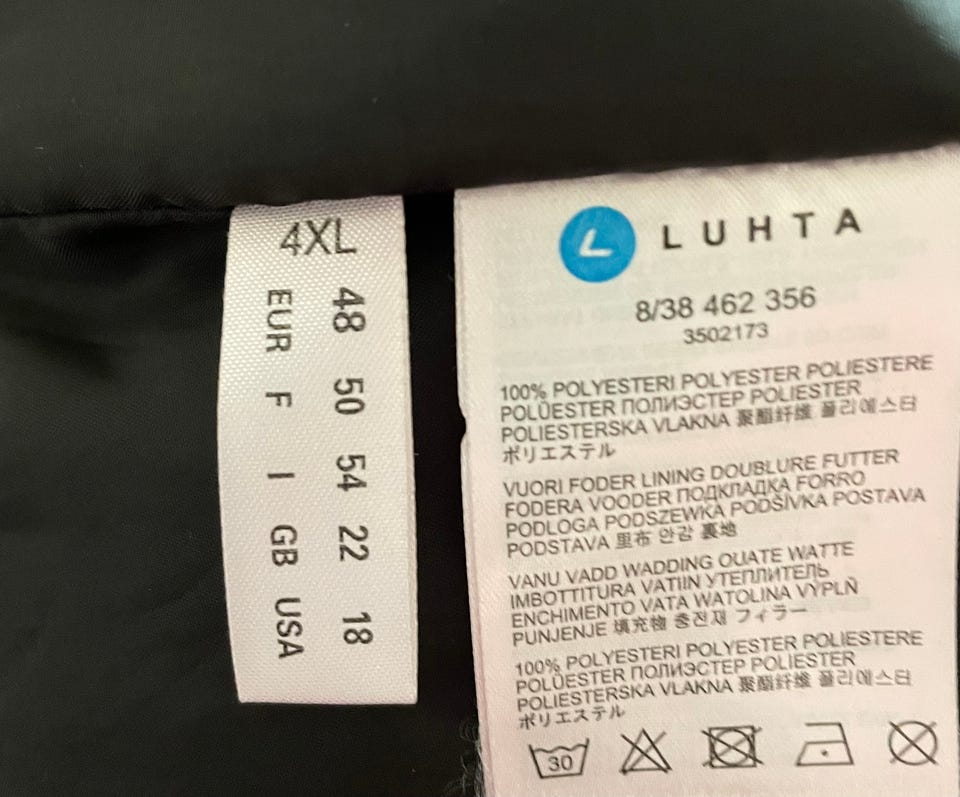 4XL
EUR 48
F 50
I 54
GB 22
USA 18
LUHTA
8/38 462 356
3502173
100% POLYESTERI POLYESTER POLIESTERE
POLÜESTER ПОЛИЭСТЕР POLIESTER
POLIESTERSKA VLAKNA 聚酯纤维 폴리에스터
ポリエステル
VUORI FODER LINING DOUBLURE FUTTER
FODERA VOODER ПОДКЛАДКА FORRO
PODLOGA PODSZEWKA PODŠÍVKA POSTAVA
PODSTAVA 里布 안감 裏地
VANU VADD WADDING OUATE WATTE
IMBOTTITURA VATIIN УТЕПЛИТЕЛЬ
ENCHIMENTO VATA WATOLINA VÝPLŇ
PUNJENJE 填充物 충전재 フィラー
100% POLYESTERI POLYESTER POLIESTERE
POLÜESTER ПОЛИЭСТЕР POLIESTER
POLIESTERSKA VLAKNA 聚酯纤维 폴리에스터
ポリエステル
30